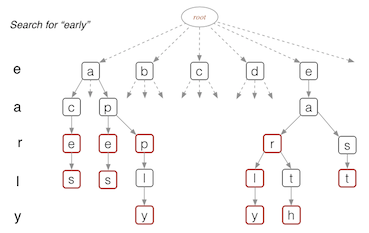 Search for "early"
root
e a b c d e
a c p a
r e e p r s
l s s l l t t
y y y h